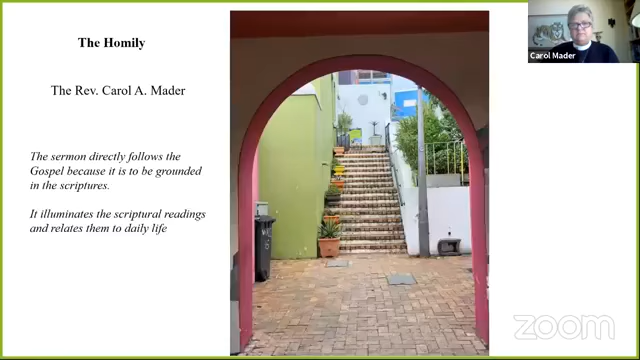 The Homily
The Rev. Carol A. Mader
The sermon directly follows the
Gospel because it is to be grounded
in the scriptures.
It illuminates the scriptural readings
and relates them to daily life
Carol Mader
zoom